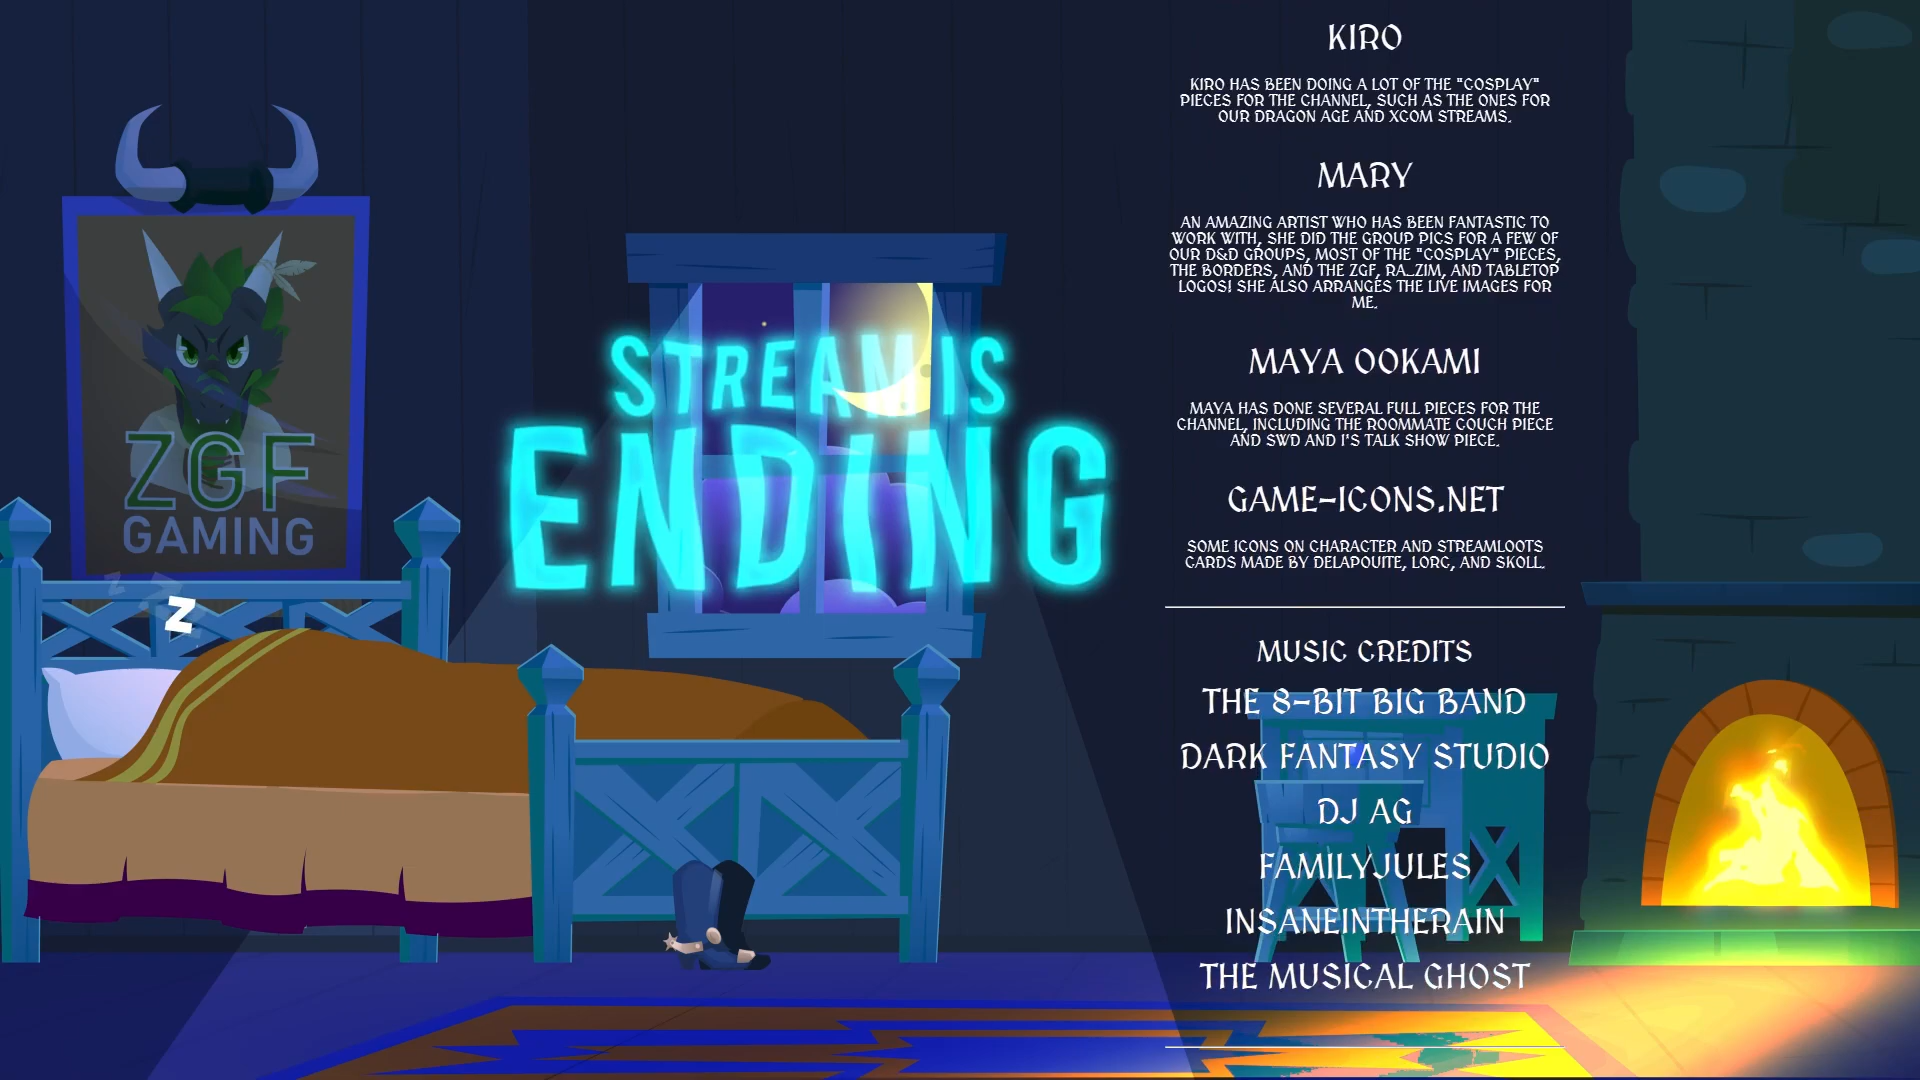 ZGF
GAMING
Z
Z
Z
STREAM IS
ENDING
KIRO
KIRO HAS BEEN DOING A LOT OF THE "COSPLAY"
PIECES FOR THE CHANNEL, SUCH AS THE ONES FOR
OUR DRAGON AGE AND XCOM STREAMS.
MARY
AN AMAZING ARTIST WHO HAS BEEN FANTASTIC TO
WORK WITH, SHE DID THE GROUP PICS FOR A FEW OF
OUR D&D GROUPS, MOST OF THE "COSPLAY" PIECES,
THE BORDERS, AND THE ZGF, RA_ZIM, AND TABLETOP
LOGOS! SHE ALSO ARRANGES THE LIVE IMAGES FOR
ME.
MAYA OOKAMI
MAYA HAS DONE SEVERAL FULL PIECES FOR THE
CHANNEL, INCLUDING THE ROOMMATE COUCH PIECE
AND SWD AND I'S TALK SHOW PIECE.
GAME-ICONS.NET
SOME ICONS ON CHARACTER AND STREAMLOOTS
CARDS MADE BY DELAPOUITE, LORC, AND SKOLL.
MUSIC CREDITS
THE 8-BIT BIG BAND
DARK FANTASY STUDIO
DJ AG
FAMILYJULES
INSANEINTHERAIN
THE MUSICAL GHOST